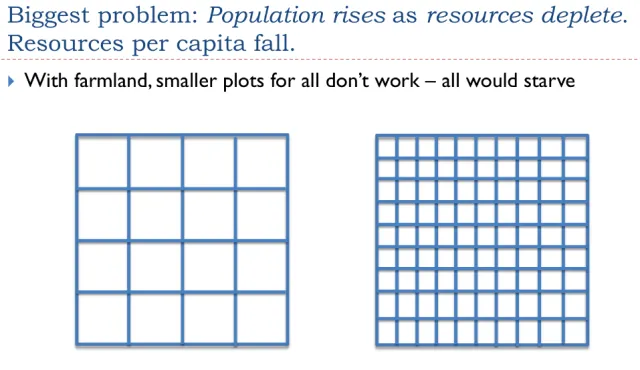 Biggest problem: Population rises as resources deplete.
Resources per capita fall.
With farmland, smaller plots for all don't work – all would starve